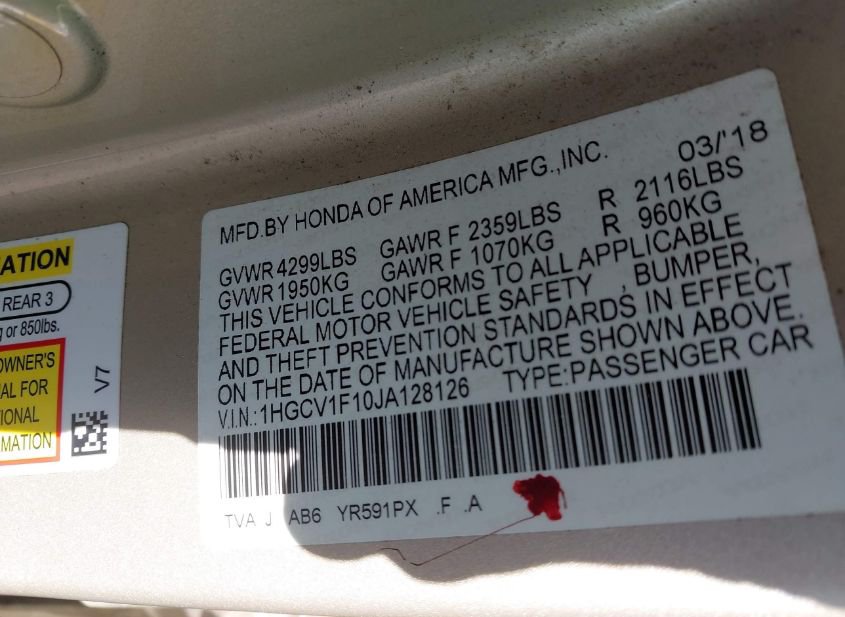 ATION
REAR 3
or 850lbs.
OWNER'S
AL FOR
IONAL
MATION
V7
MFD.BY HONDA OF AMERICA MFG.,INC. 03/'18
GVWR 4299LBS GAWR F 2359LBS R 2116LBS
GVWR 1950KG GAWR F 1070KG R 960KG
THIS VEHICLE CONFORMS TO ALL APPLICABLE
FEDERAL MOTOR VEHICLE SAFETY , BUMPER,
AND THEFT PREVENTION STANDARDS IN EFFECT
ON THE DATE OF MANUFACTURE SHOWN ABOVE.
V.I.N.:1HGCV1F10JA128126 TYPE:PASSENGER CAR
TVA J AB6 YR591PX .F .A